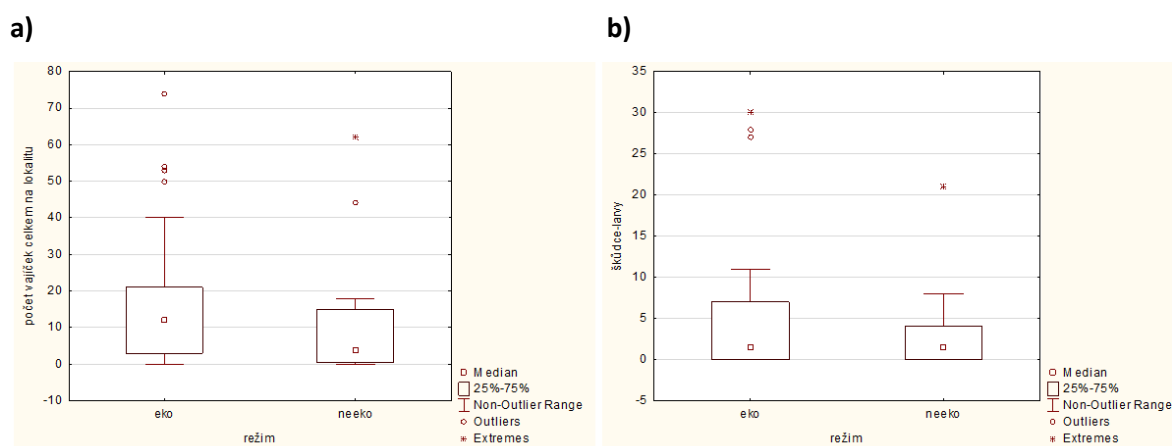 a)
80
70
60
50
40
30
20
10
0
-10
počet vajíček celkem na lokalitu
eko
neeko
režim
Median
25%-75%
Non-Outlier Range
Outliers
Extremes
b)
35
30
25
20
15
10
5
0
-5
škůdce-larvy
eko
neeko
režim
Median
25%-75%
Non-Outlier Range
Outliers
Extremes